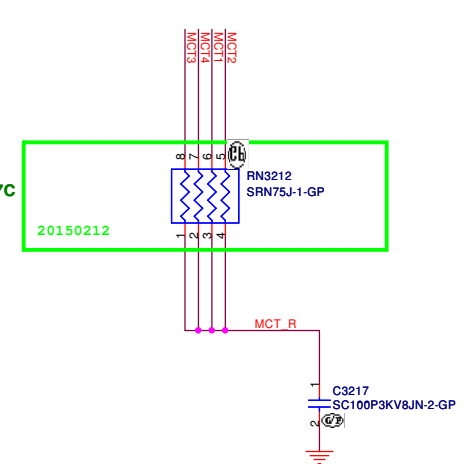 MCT3
MCT4
MCT1
MCT2
8
7
6
5
RN3212
SRN75J-1-GP
YC
20150212
1
2
3
4
MCT_R
1
C3217
SC100P3KV8JN-2-GP
2